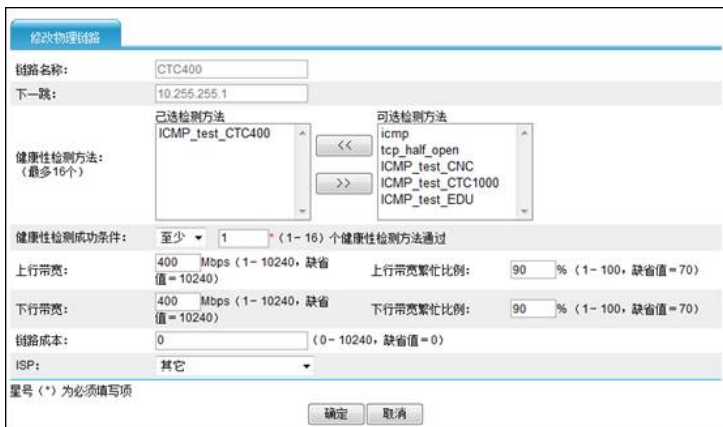 修改物理链路
链路名称： CTC400
下一跳： 10.255.255.1
已选检测方法 可选检测方法
ICMP_test_CTC400
icmp
tcp_half_open
ICMP_test_CNC
ICMP_test_CTC1000
ICMP_test_EDU
<<
>>
健康性检测方法：
（最多16个）
健康性检测成功条件： 至少 1 *（1-16）个健康性检测方法通过
上行带宽： 400 Mbps（1-10240，缺省
值=10240）
上行带宽繁忙比例： 90 %（1-100，缺省值=70）
下行带宽： 400 Mbps（1-10240，缺省
值=10240）
下行带宽繁忙比例： 90 %（1-100，缺省值=70）
链路成本： 0 （0-10240，缺省值=0）
ISP： 其它
星号（*）为必须填写项
确定 取消